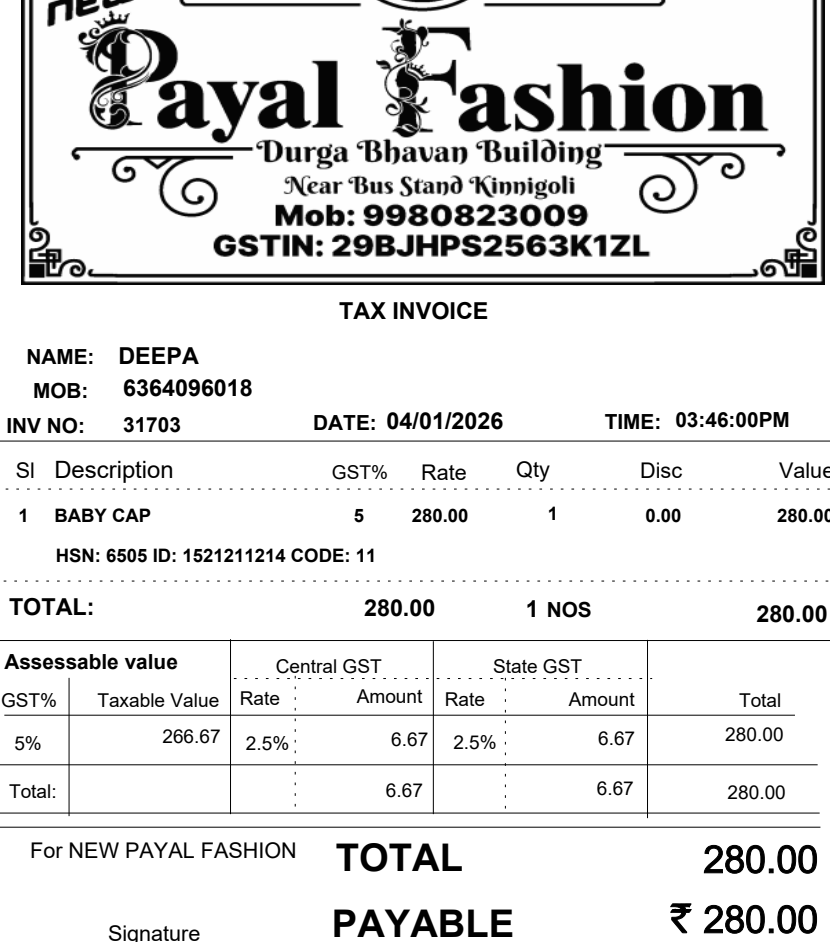 new
Payal Fashion
Durga Bhavan Building
Near Bus Stand Kinnigoli
Mob: 9980823009
GSTIN: 29BJHPS2563K1ZL
TAX INVOICE
NAME: DEEPA
MOB: 6364096018
INV NO: 31703 DATE: 04/01/2026 TIME: 03:46:00PM
Sl Description GST% Rate Qty Disc Value
1 BABY CAP 5 280.00 1 0.00 280.00
HSN: 6505 ID: 1521211214 CODE: 11
TOTAL: 280.00 1 NOS 280.00
Assessable value Central GST State GST
GST% Taxable Value Rate Amount Rate Amount Total
5% 266.67 2.5% 6.67 2.5% 6.67 280.00
Total: 6.67 6.67 280.00
For NEW PAYAL FASHION TOTAL 280.00
Signature PAYABLE ₹ 280.00